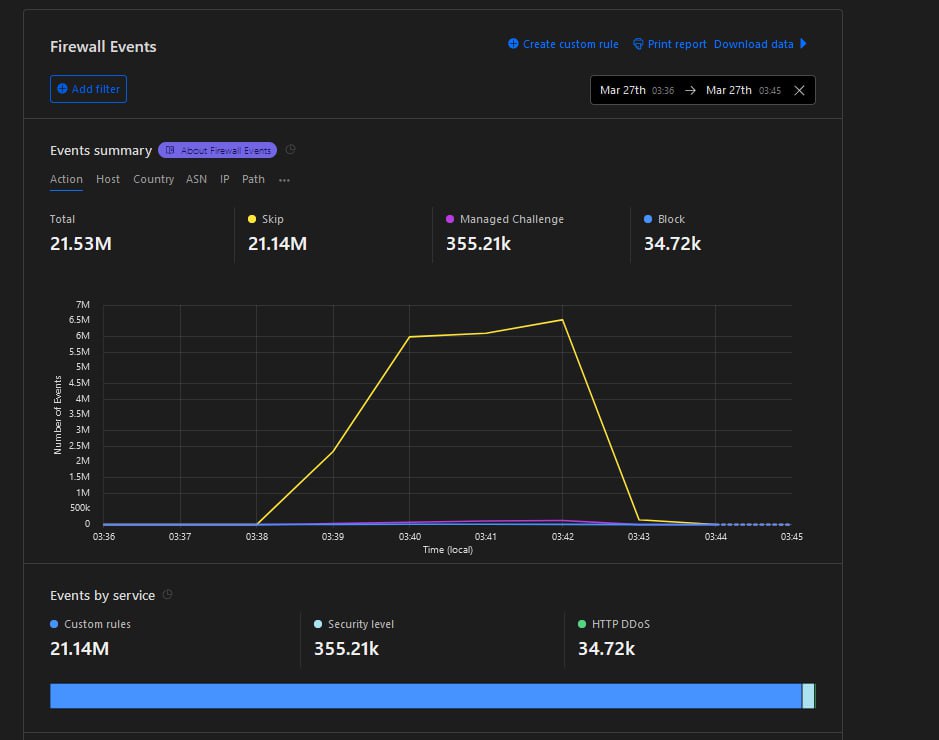 Firewall Events
Create custom rule Print report Download data
Add filter
Mar 27th 03:36 → Mar 27th 03:45
Events summary About Firewall Events
Action Host Country ASN IP Path ...
Total Skip Managed Challenge Block
21.53M 21.14M 355.21k 34.72k
7M
6.5M
6M
5.5M
5M
4.5M
4M
3.5M
3M
2.5M
2M
1.5M
1M
500k
0
Number of Events
03:36 03:37 03:38 03:39 03:40 03:41 03:42 03:43 03:44 03:45
Time (local)
Events by service
Custom rules Security level HTTP DDoS
21.14M 355.21k 34.72k